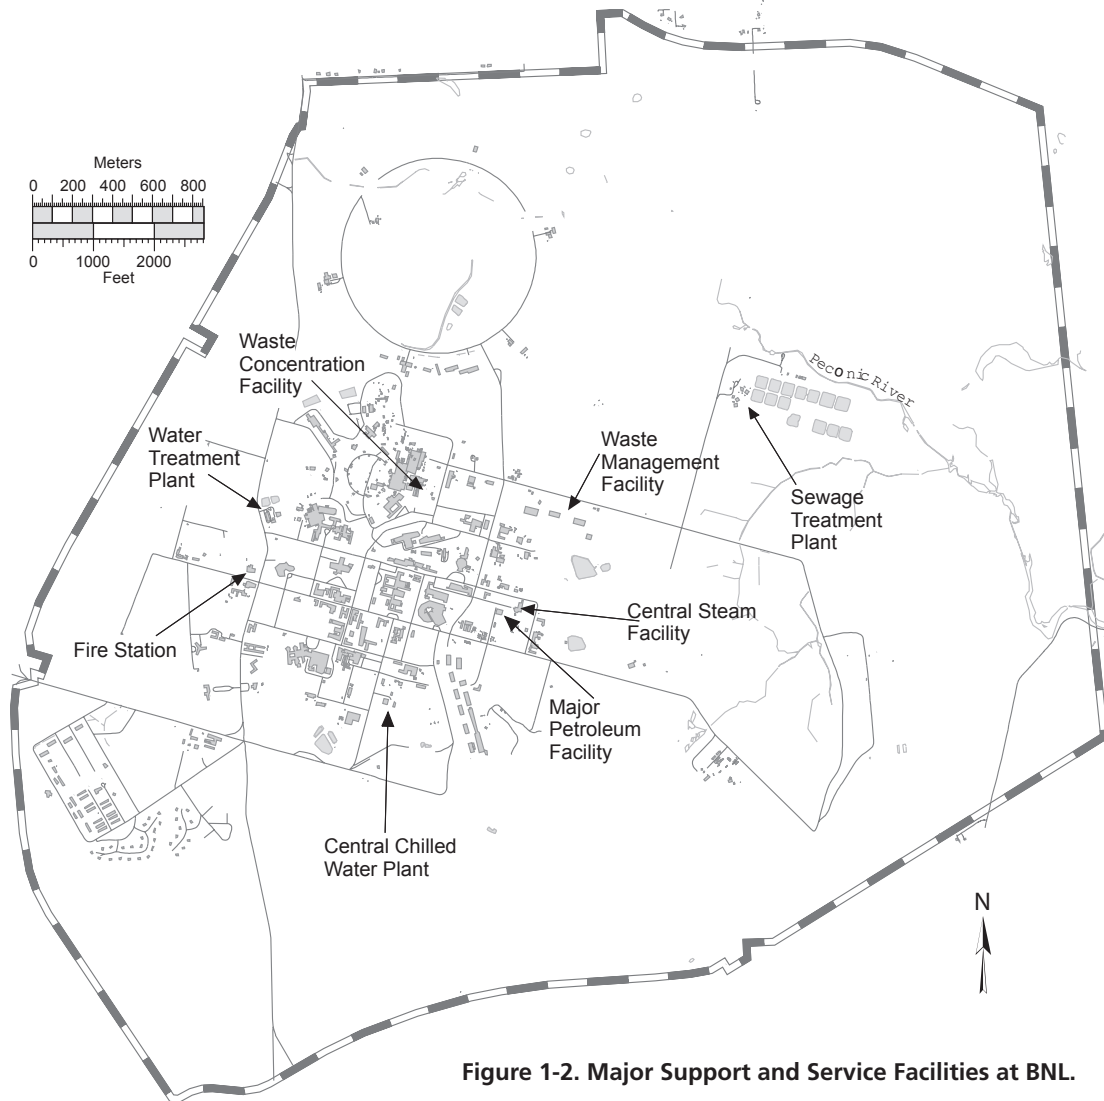 Meters
0 200 400 600 800
0 1000 2000
Feet
Waste
Concentration
Facility
Peconic River
Water
Treatment
Plant
Waste
Management
Facility
Sewage
Treatment
Plant
Central Steam
Facility
Fire Station
Major
Petroleum
Facility
Central Chilled
Water Plant
N
Figure 1-2. Major Support and Service Facilities at BNL.